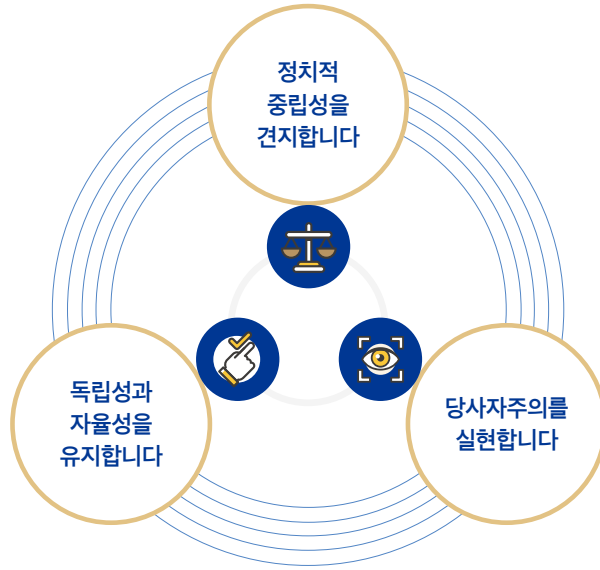 정치적
중립성을
견지합니다
독립성과
자율성을
유지합니다
당사자주의를
실현합니다